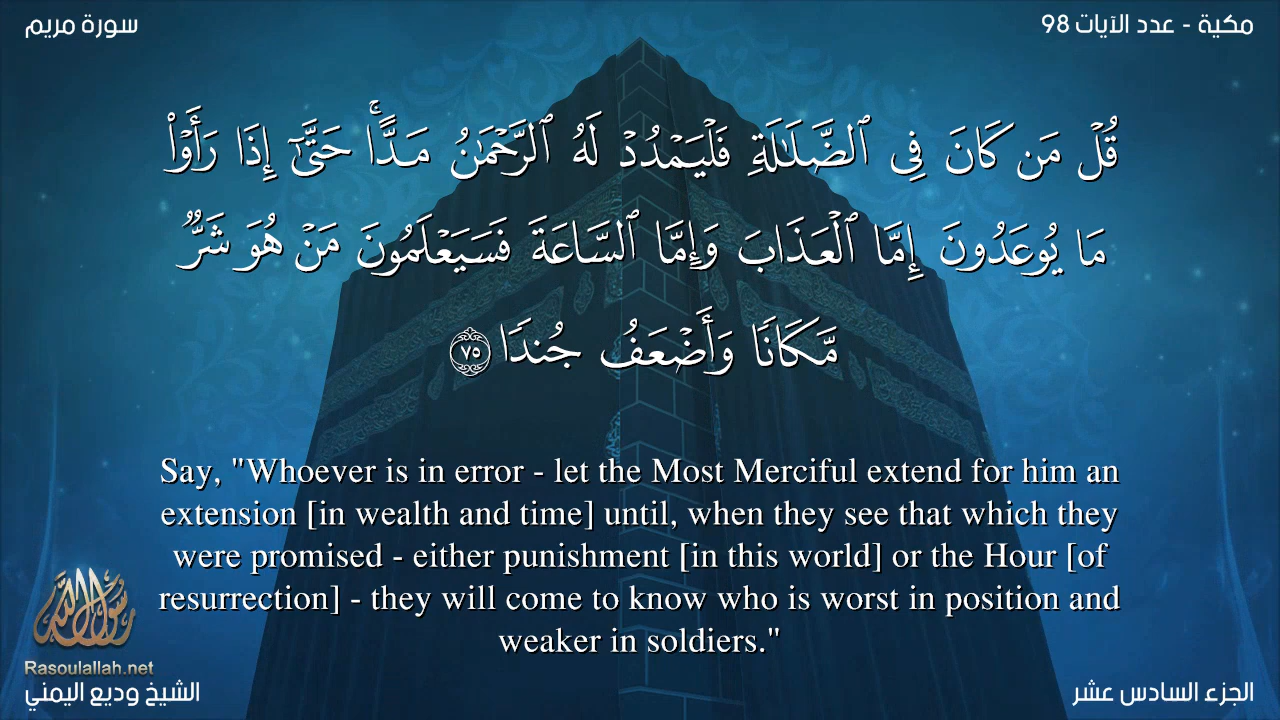 مكية - عدد الآيات 98
سورة مريم
قُلْ مَن كَانَ فِى ٱلضَّلَـٰلَةِ فَلْيَمْدُدْ لَهُ ٱلرَّحْمَـٰنُ مَدًّا ۚ حَتَّىٰٓ إِذَا رَأَوْا۟
مَا يُوعَدُونَ إِمَّا ٱلْعَذَابَ وَإِمَّا ٱلسَّاعَةَ فَسَيَعْلَمُونَ مَنْ هُوَ شَرٌّ
مَّكَانًا وَأَضْعَفُ جُندًا ٧٥
Say, "Whoever is in error - let the Most Merciful extend for him an
extension [in wealth and time] until, when they see that which they
were promised - either punishment [in this world] or the Hour [of
resurrection] - they will come to know who is worst in position and
weaker in soldiers."
رسول الله
Rasoulallah.net
الجزء السادس عشر
الشيخ وديع اليمني